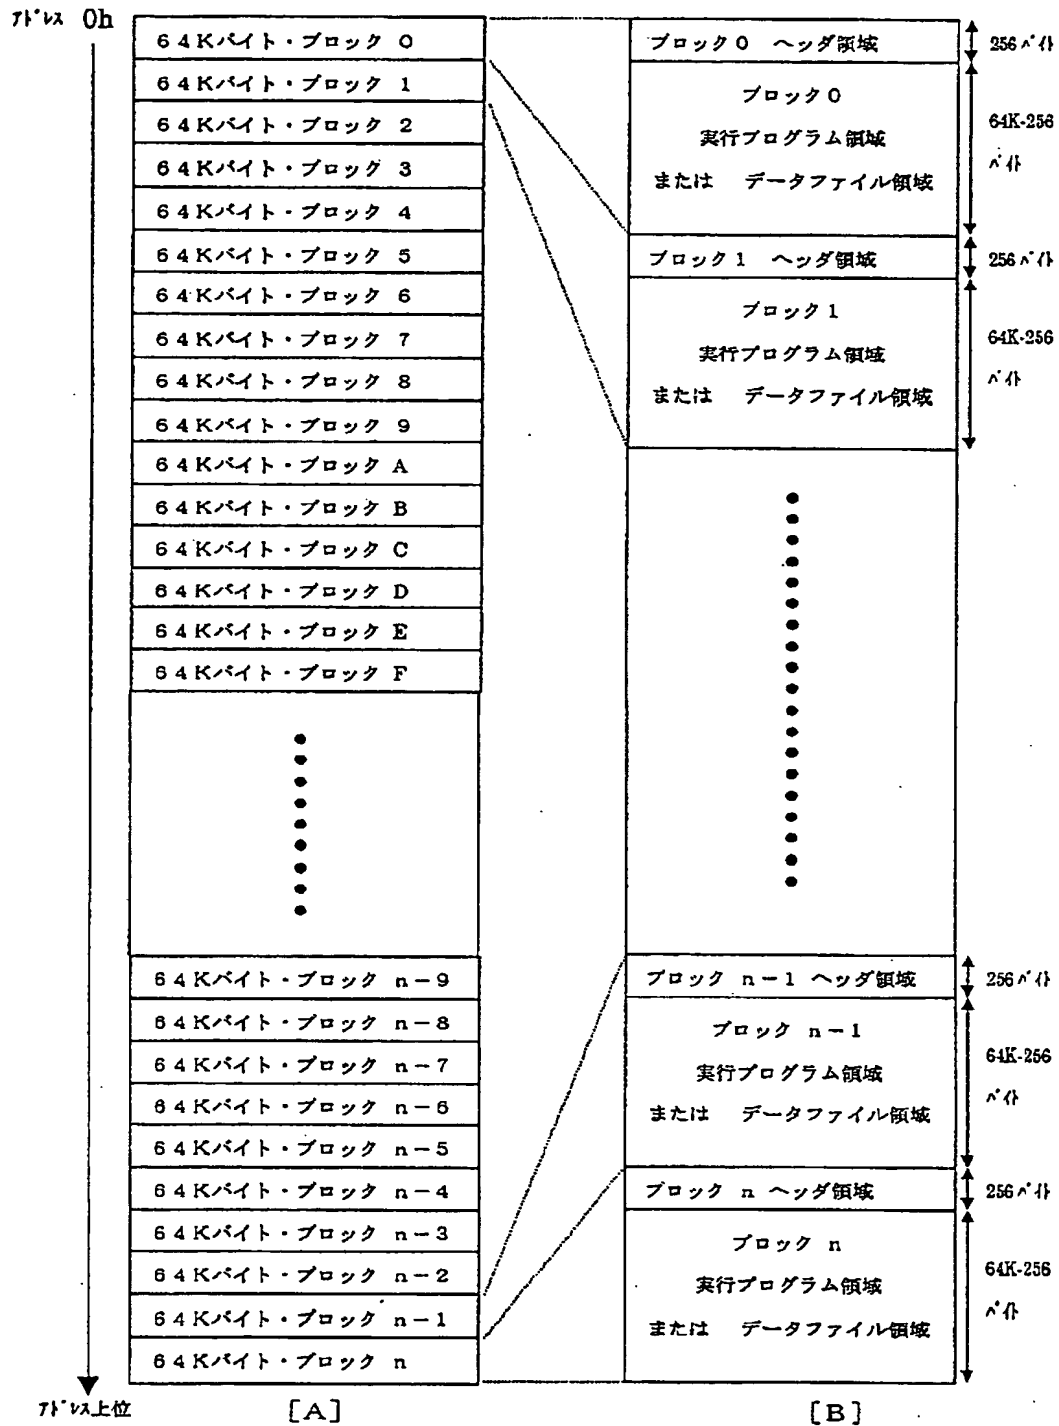 アドレス 0h
64Kバイト・ブロック 0
64Kバイト・ブロック 1
64Kバイト・ブロック 2
64Kバイト・ブロック 3
64Kバイト・ブロック 4
64Kバイト・ブロック 5
64Kバイト・ブロック 6
64Kバイト・ブロック 7
64Kバイト・ブロック 8
64Kバイト・ブロック 9
64Kバイト・ブロック A
64Kバイト・ブロック B
64Kバイト・ブロック C
64Kバイト・ブロック D
64Kバイト・ブロック E
64Kバイト・ブロック F
64Kバイト・ブロック n-9
64Kバイト・ブロック n-8
64Kバイト・ブロック n-7
64Kバイト・ブロック n-6
64Kバイト・ブロック n-5
64Kバイト・ブロック n-4
64Kバイト・ブロック n-3
64Kバイト・ブロック n-2
64Kバイト・ブロック n-1
64Kバイト・ブロック n
アドレス上位
[A]
ブロック0 ヘッダ領域
256バイト
ブロック0
実行プログラム領域
または データファイル領域
64K-256
バイト
ブロック1 ヘッダ領域
256バイト
ブロック1
実行プログラム領域
または データファイル領域
64K-256
バイト
ブロック n-1 ヘッダ領域
256バイト
ブロック n-1
実行プログラム領域
または データファイル領域
64K-256
バイト
ブロック n ヘッダ領域
256バイト
ブロック n
実行プログラム領域
または データファイル領域
64K-256
バイト
[B]